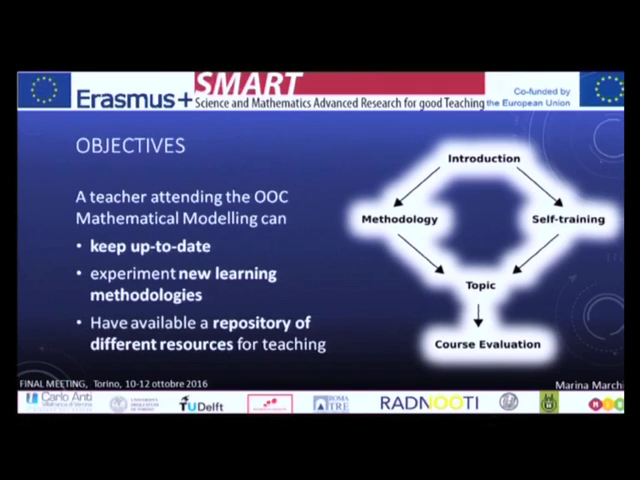 Erasmus+
SMART
Science and Mathematics Advanced Research for good Teaching
Co-funded by
the European Union
OBJECTIVES
A teacher attending the OOC
Mathematical Modelling can
• keep up-to-date
• experiment new learning
methodologies
• Have available a repository of
different resources for teaching
Introduction
Methodology
Self-training
Topic
Course Evaluation
FINAL MEETING, Torino, 10-12 ottobre 2016
Marina Marchi
Carlo Anti
TUDelft
ROMA
TRE
RADNOOTI